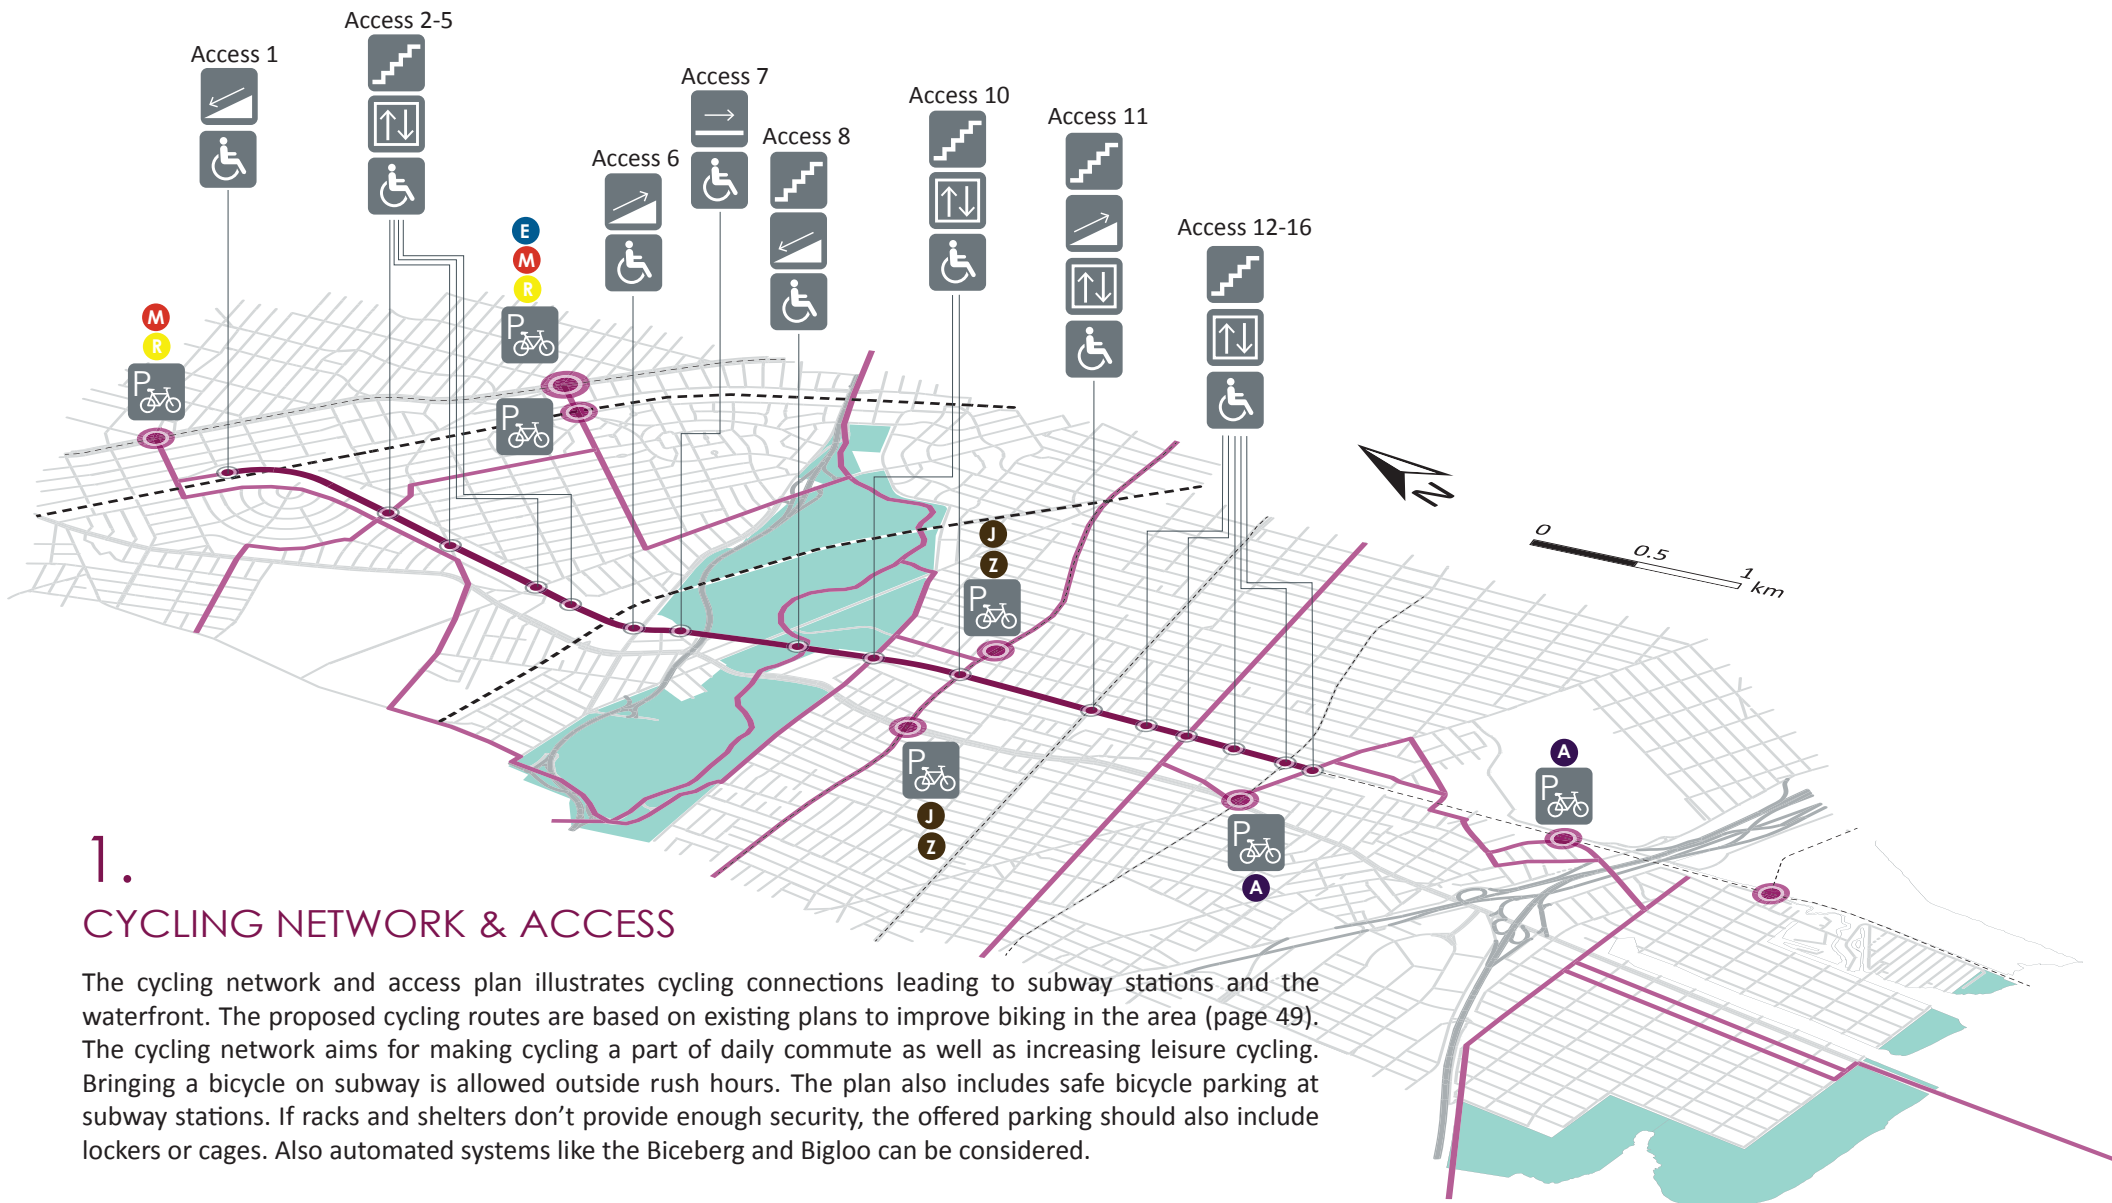 Access 2-5
Access 1
Access 7
Access 10
Access 11
Access 8
Access 6
Access 12-16
E
M
R
P
M
R
P
P
N
0
0.5
1
km
J
Z
P
P
J
Z
A
P
P
A
1.
CYCLING NETWORK & ACCESS
The cycling network and access plan illustrates cycling connections leading to subway stations and the
waterfront. The proposed cycling routes are based on existing plans to improve biking in the area (page 49).
The cycling network aims for making cycling a part of daily commute as well as increasing leisure cycling.
Bringing a bicycle on subway is allowed outside rush hours. The plan also includes safe bicycle parking at
subway stations. If racks and shelters don’t provide enough security, the offered parking should also include
lockers or cages. Also automated systems like the Biceberg and Bigloo can be considered.